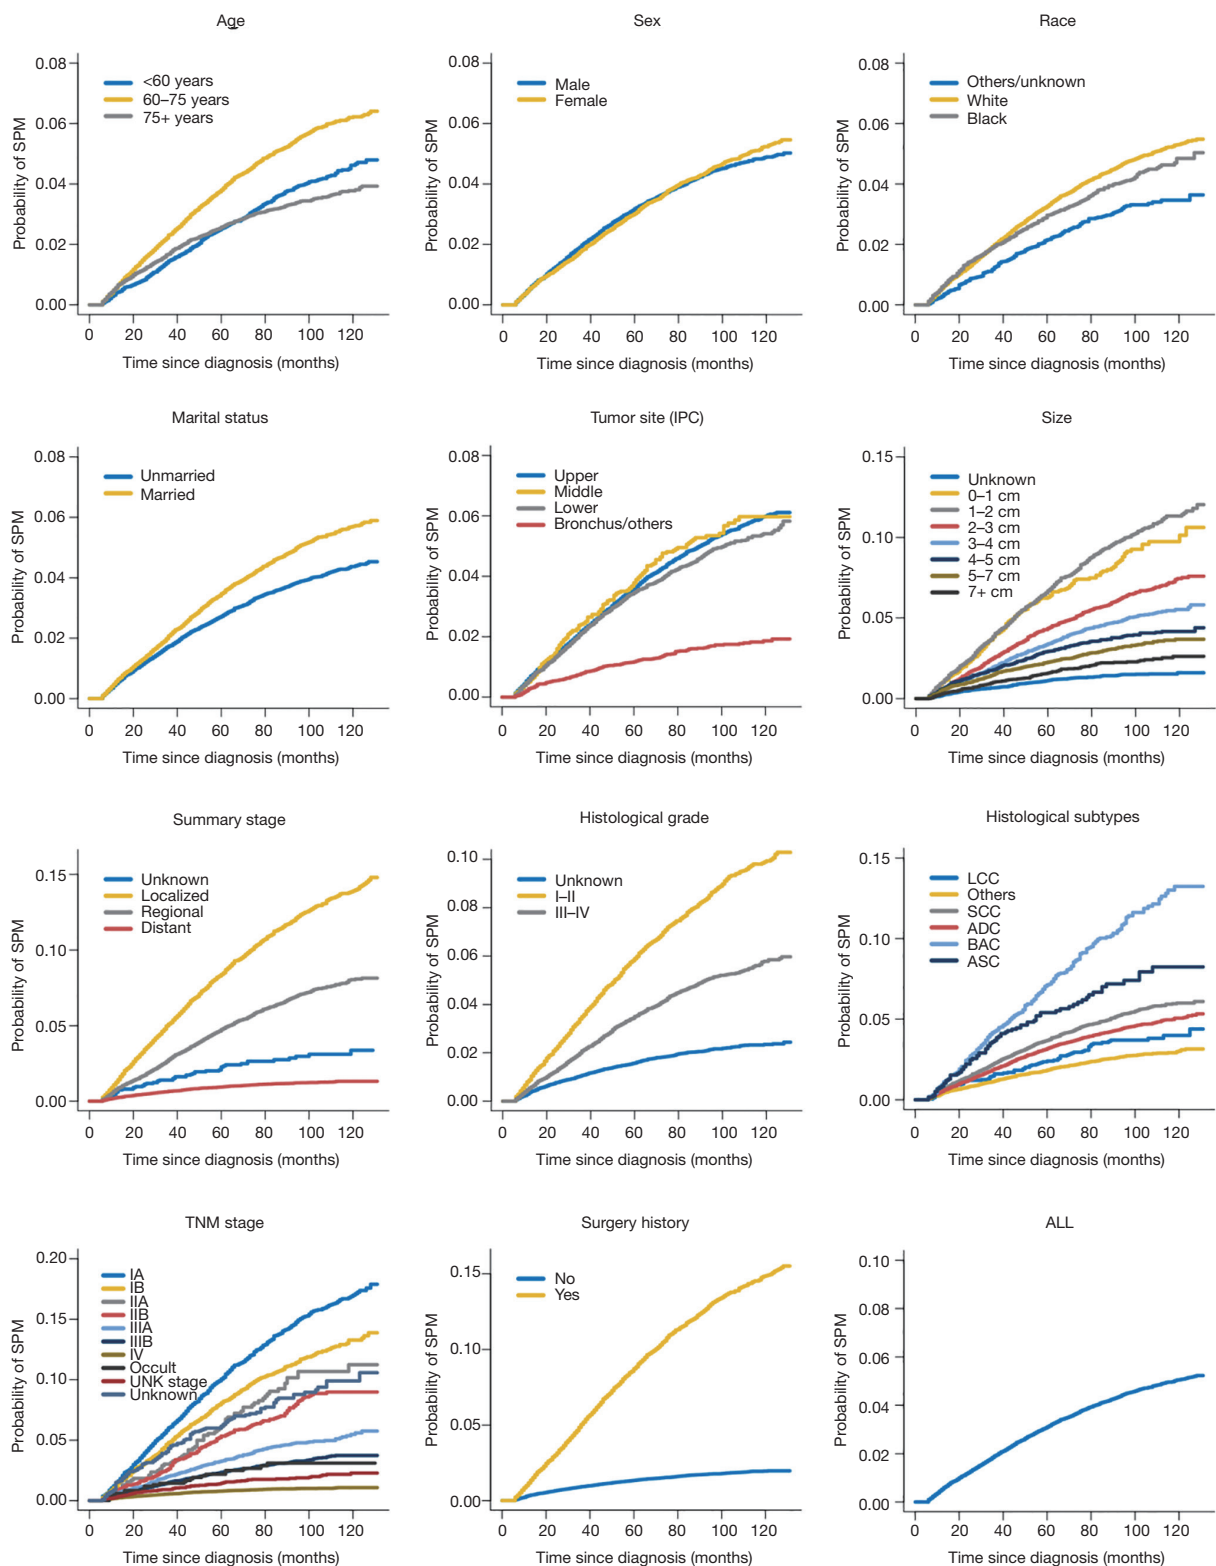 Age
0.08
0.06
0.04
0.02
0.00
Probability of SPM
<60 years
60–75 years
75+ years
0 20 40 60 80 100 120
Time since diagnosis (months)
Sex
0.08
0.06
0.04
0.02
0.00
Probability of SPM
Male
Female
0 20 40 60 80 100 120
Time since diagnosis (months)
Race
0.08
0.06
0.04
0.02
0.00
Probability of SPM
Others/unknown
White
Black
0 20 40 60 80 100 120
Time since diagnosis (months)
Marital status
0.08
0.06
0.04
0.02
0.00
Probability of SPM
Unmarried
Married
0 20 40 60 80 100 120
Time since diagnosis (months)
Tumor site (IPC)
0.08
0.06
0.04
0.02
0.00
Probability of SPM
Upper
Middle
Lower
Bronchus/others
0 20 40 60 80 100 120
Time since diagnosis (months)
Size
0.15
0.10
0.05
0.00
Probability of SPM
Unknown
0–1 cm
1–2 cm
2–3 cm
3–4 cm
4–5 cm
5–7 cm
7+ cm
0 20 40 60 80 100 120
Time since diagnosis (months)
Summary stage
0.15
0.10
0.05
0.00
Probability of SPM
Unknown
Localized
Regional
Distant
0 20 40 60 80 100 120
Time since diagnosis (months)
Histological grade
0.10
0.08
0.06
0.04
0.02
0.00
Probability of SPM
Unknown
I–II
III–IV
0 20 40 60 80 100 120
Time since diagnosis (months)
Histological subtypes
0.15
0.10
0.05
0.00
Probability of SPM
LCC
Others
SCC
ADC
BAC
ASC
0 20 40 60 80 100 120
Time since diagnosis (months)
TNM stage
0.20
0.15
0.10
0.05
0.00
Probability of SPM
IA
IB
IIA
IIB
IIIA
IIIB
IV
Occult
UNK stage
Unknown
0 20 40 60 80 100 120
Time since diagnosis (months)
Surgery history
0.15
0.10
0.05
0.00
Probability of SPM
No
Yes
0 20 40 60 80 100 120
Time since diagnosis (months)
ALL
0.10
0.08
0.06
0.04
0.02
0.00
Probability of SPM
0 20 40 60 80 100 120
Time since diagnosis (months)